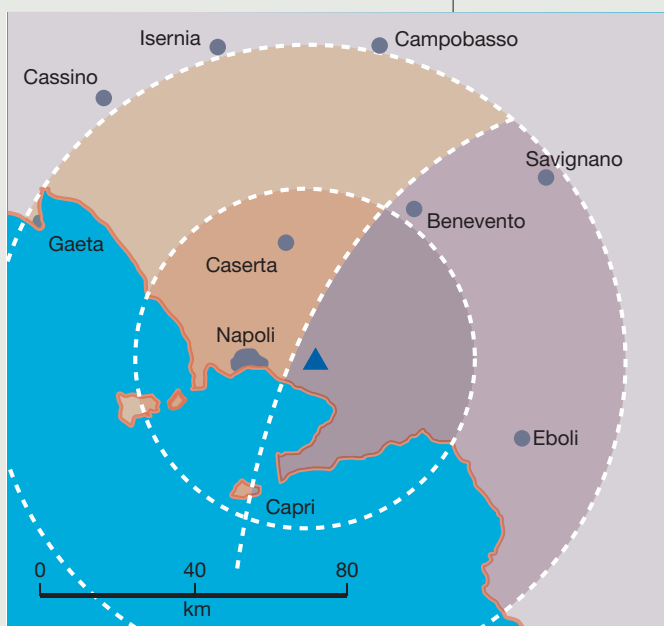 Isernia
Campobasso
Cassino
Savignano
Benevento
Gaeta
Caserta
Napoli
Eboli
Capri
0 40 80
km